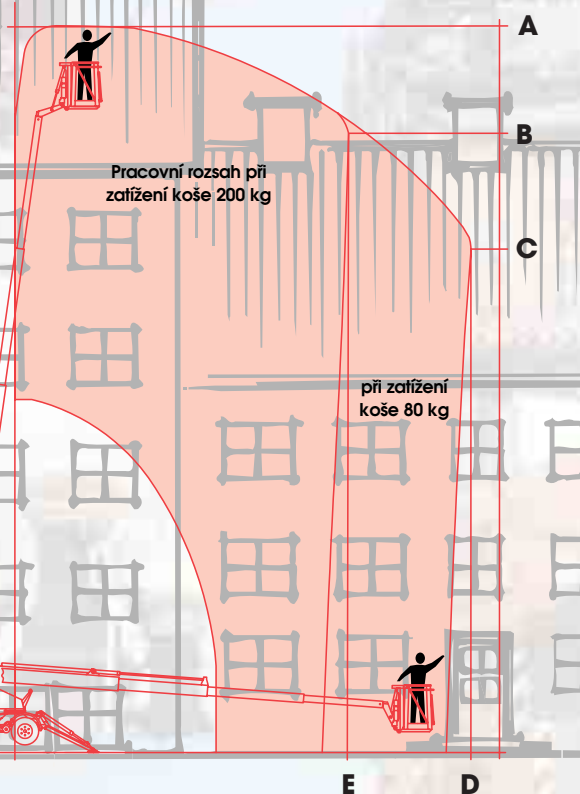 A
B
Pracovní rozsah při
zatížení koše 200 kg
C
při zatížení
koše 80 kg
E
D